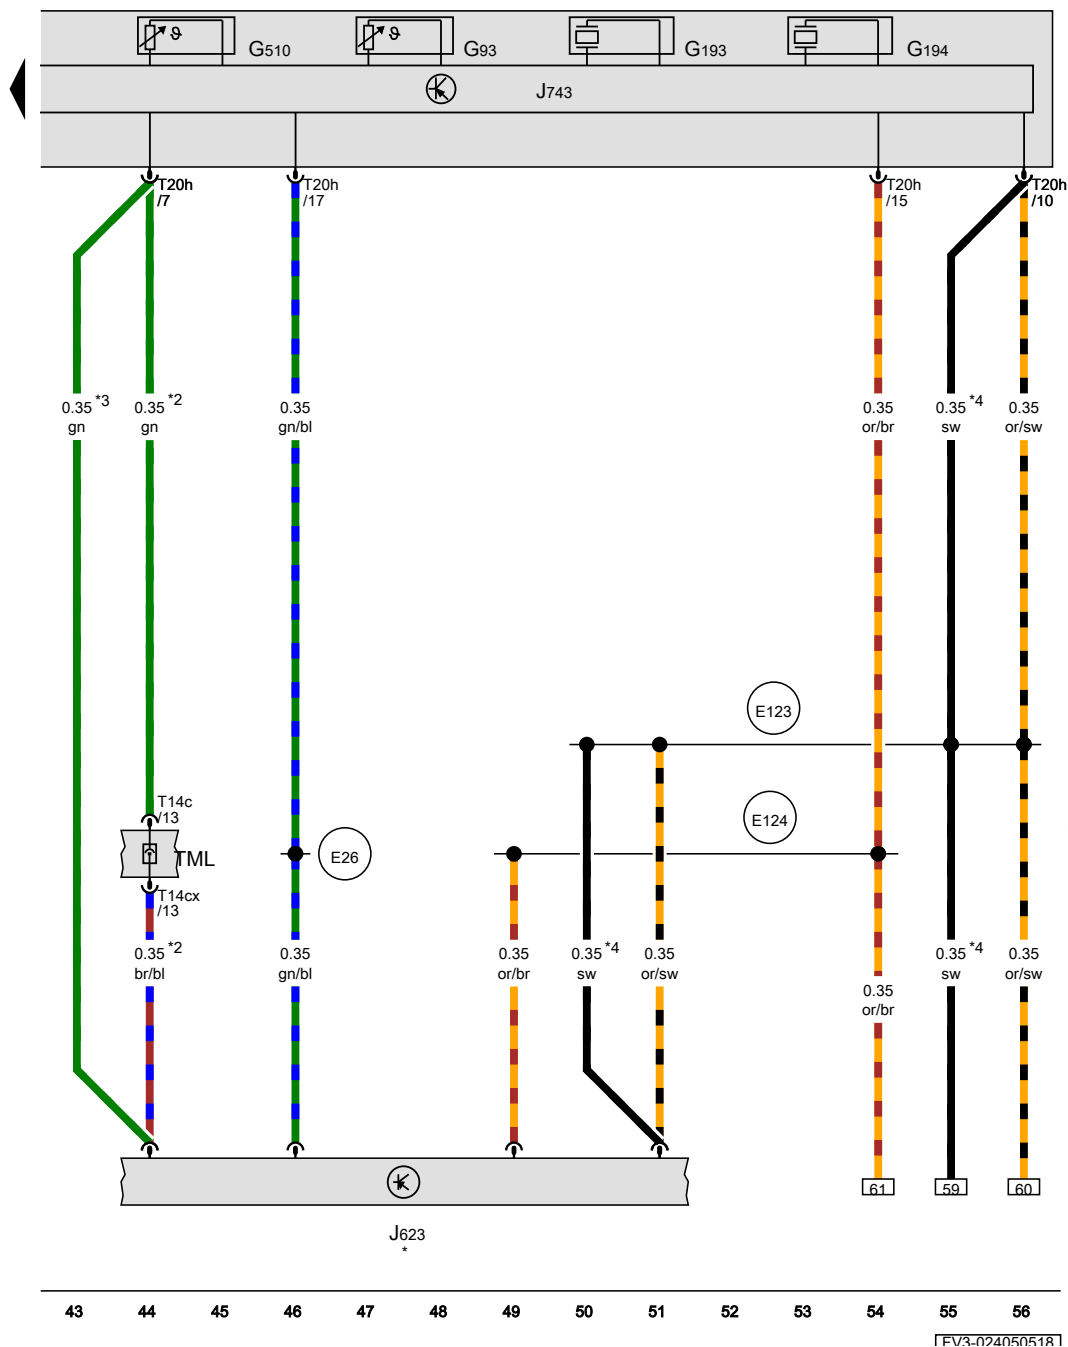 ϑ G510 ϑ G93 G193 G194
J743
T20h T20h T20h T20h
/7 /17 /15 /10
0.35 *3 0.35 *2 0.35 0.35 0.35 *4 0.35
gn gn gn/bl or/br sw or/sw
E123
T14c
/13
E124
TML
E26
T14cx
/13
0.35 *2 0.35 0.35 0.35 *4 0.35 0.35 *4 0.35
br/bl gn/bl or/br sw or/sw sw or/sw
0.35
or/br
61 59 60
J623
*
43 44 45 46 47 48 49 50 51 52 53 54 55 56
EV3-024050518